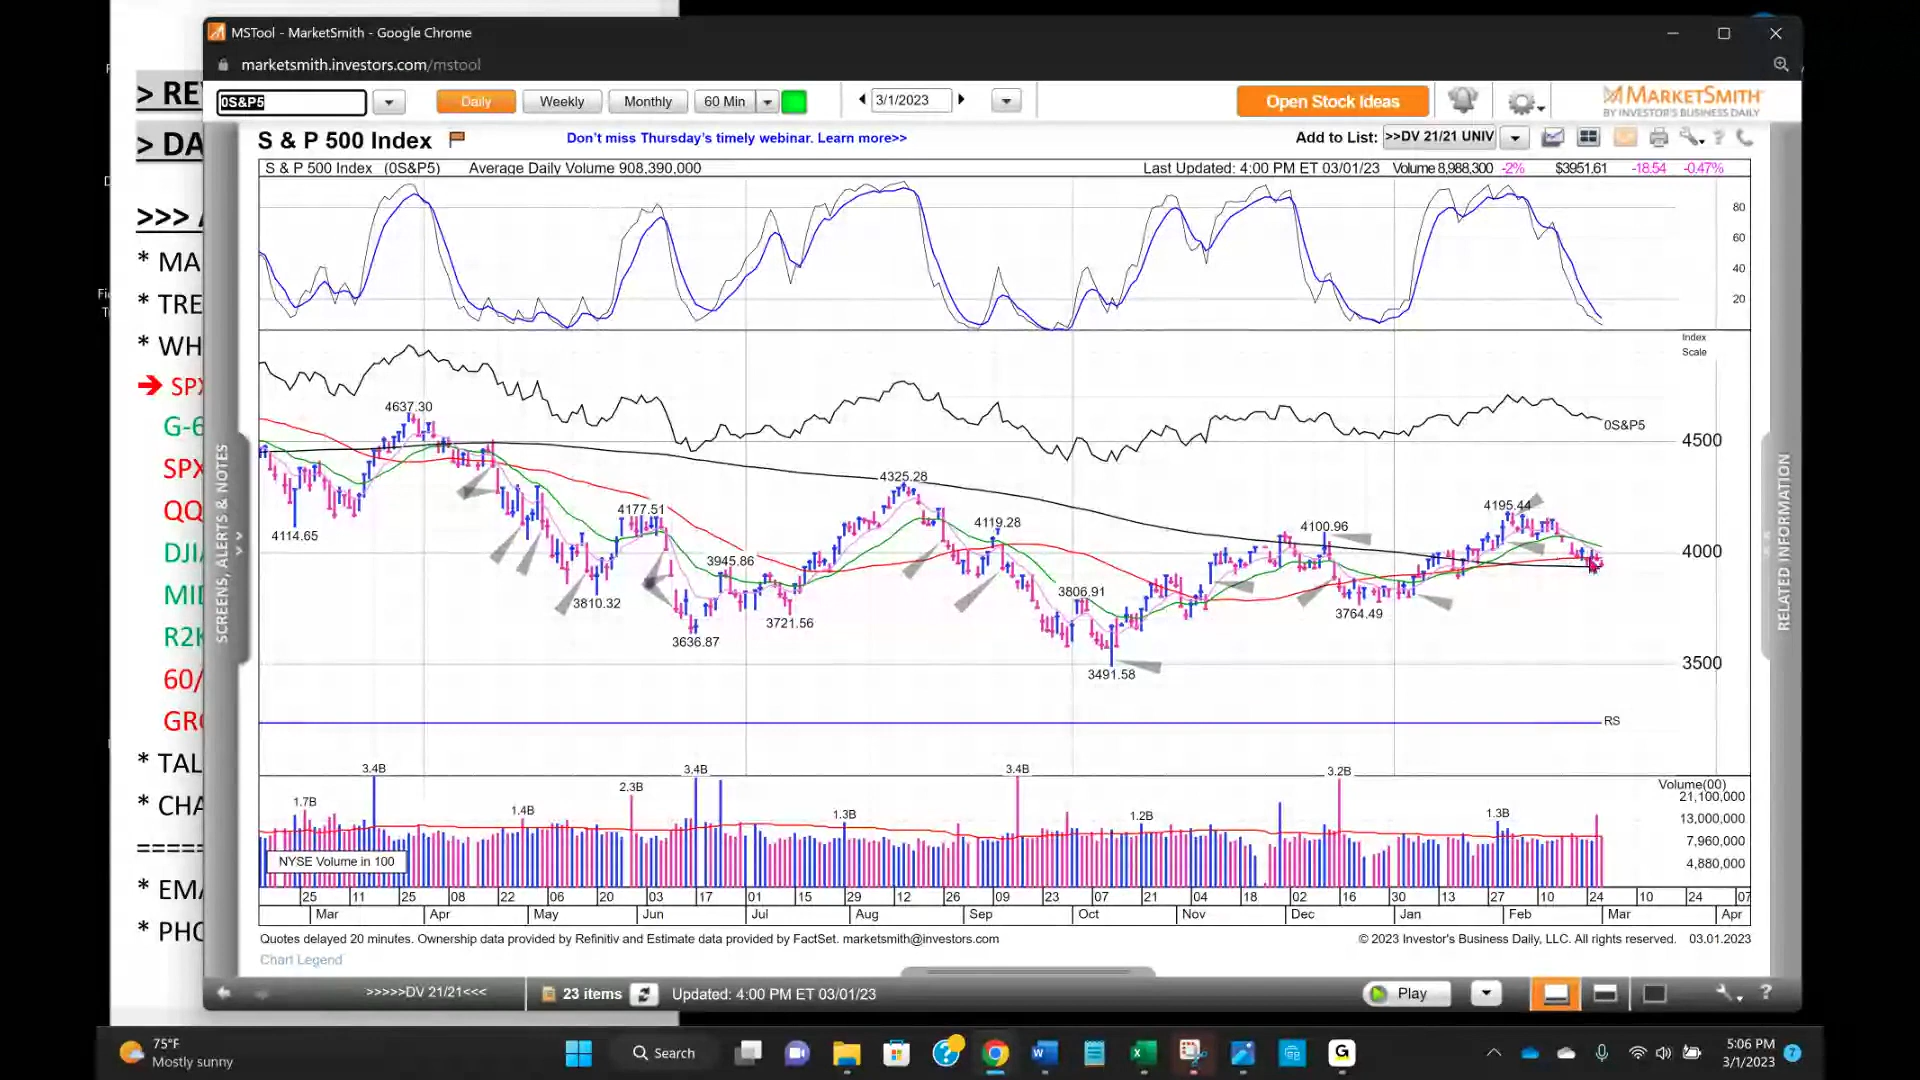 MSTool - MarketSmith - Google Chrome
marketsmith.investors.com/mstool
0S&P5
Daily
Weekly
Monthly
60 Min
3/1/2023
Open Stock Ideas
MARKETSMITH
BY INVESTOR'S BUSINESS DAILY
S & P 500 Index
Don't miss Thursday's timely webinar. Learn more>>
Add to List:
>>DV 21/21 UNIV
S & P 500 Index (0S&P5) Average Daily Volume 908,390,000
Last Updated: 4:00 PM ET 03/01/23 Volume 8,988,300 -2% $3951.61 -18.54 -0.47%
80
60
40
20
Index
Scale
0S&P5
4500
4000
3500
4637.30
4114.65
4177.51
3810.32
3945.86
3636.87
3721.56
4325.28
4119.28
3806.91
3491.58
4100.96
3764.49
4195.44
RS
3.4B
1.7B
1.4B
2.3B
3.4B
1.3B
3.4B
1.2B
3.2B
1.3B
Volume(00)
21,100,000
13,000,000
7,960,000
4,880,000
NYSE Volume in 100
25 11 25 08 22 06 20 03 17 01 15 29 12 26 09 23 07 21 04 18 02 16 30 13 27 10 24 10 24 07
Mar Apr May Jun Jul Aug Sep Oct Nov Dec Jan Feb Mar Apr
Quotes delayed 20 minutes. Ownership data provided by Refinitiv and Estimate data provided by FactSet. marketsmith@investors.com
© 2023 Investor's Business Daily, LLC. All rights reserved. 03.01.2023
Chart Legend
SCREENS, ALERTS & NOTES
RELATED INFORMATION
>>>>>DV 21/21<<<
23 items
Updated: 4:00 PM ET 03/01/23
Play
?
> RE
> DA
>>>
* MA
* TRE
* WH
SPX
G-6
SPX
QQ
DJI
MID
R2K
60/
GRO
* TAL
* CHA
* EMA
* PHO
75°F
Mostly sunny
Search
5:06 PM
3/1/2023
7